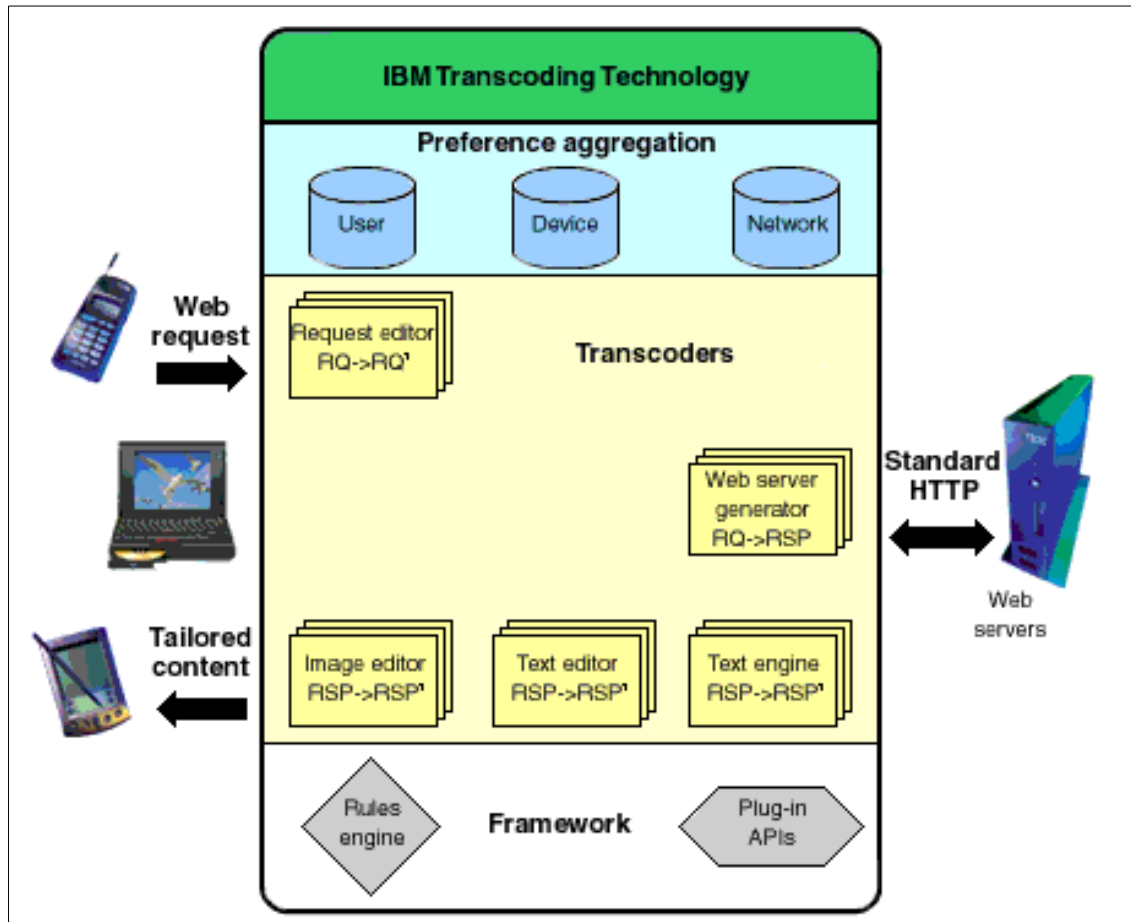 IBM Transcoding Technology
Preference aggregation
User
Device
Network
Web
request
Request editor
RQ->RQ'
Transcoders
Web server
generator
RQ->RSP
Standard
HTTP
Web
servers
Tailored
content
Image editor
RSP->RSP'
Text editor
RSP->RSP'
Text engine
RSP->RSP'
Rules
engine
Framework
Plug-in
APIs